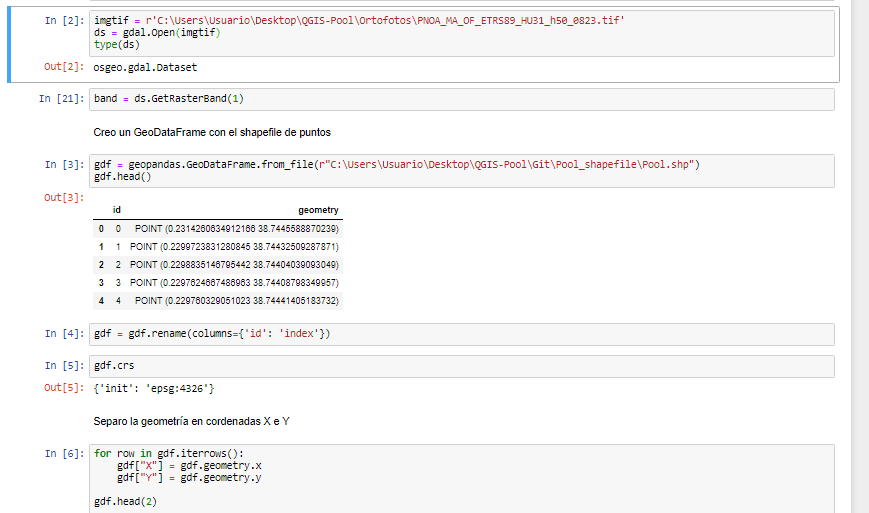 In [2]: imgtif = r'C:\Users\Usuario\Desktop\QGIS-Pool\Ortofotos\PNOA_MA_OF_ETRS89_HU31_h50_0823.tif'
ds = gdal.Open(imgtif)
type(ds)
Out[2]: osgeo.gdal.Dataset
In [21]: band = ds.GetRasterBand(1)
Creo un GeoDataFrame con el shapefile de puntos
In [3]: gdf = geopandas.GeoDataFrame.from_file(r"C:\Users\Usuario\Desktop\QGIS-Pool\Git\Pool_shapefile\Pool.shp")
gdf.head()
Out[3]:
id geometry
0 0 POINT (0.2314260634912166 38.7445588870239)
1 1 POINT (0.2299723831280845 38.74432509287871)
2 2 POINT (0.2298835146795442 38.74404039093049)
3 3 POINT (0.2297624667486963 38.74408798349957)
4 4 POINT (0.229760329051023 38.74441405183732)
In [4]: gdf = gdf.rename(columns={'id': 'index'})
In [5]: gdf.crs
Out[5]: {'init': 'epsg:4326'}
Separo la geometría en cordenadas X e Y
In [6]: for row in gdf.iterrows():
gdf["X"] = gdf.geometry.x
gdf["Y"] = gdf.geometry.y
gdf.head(2)